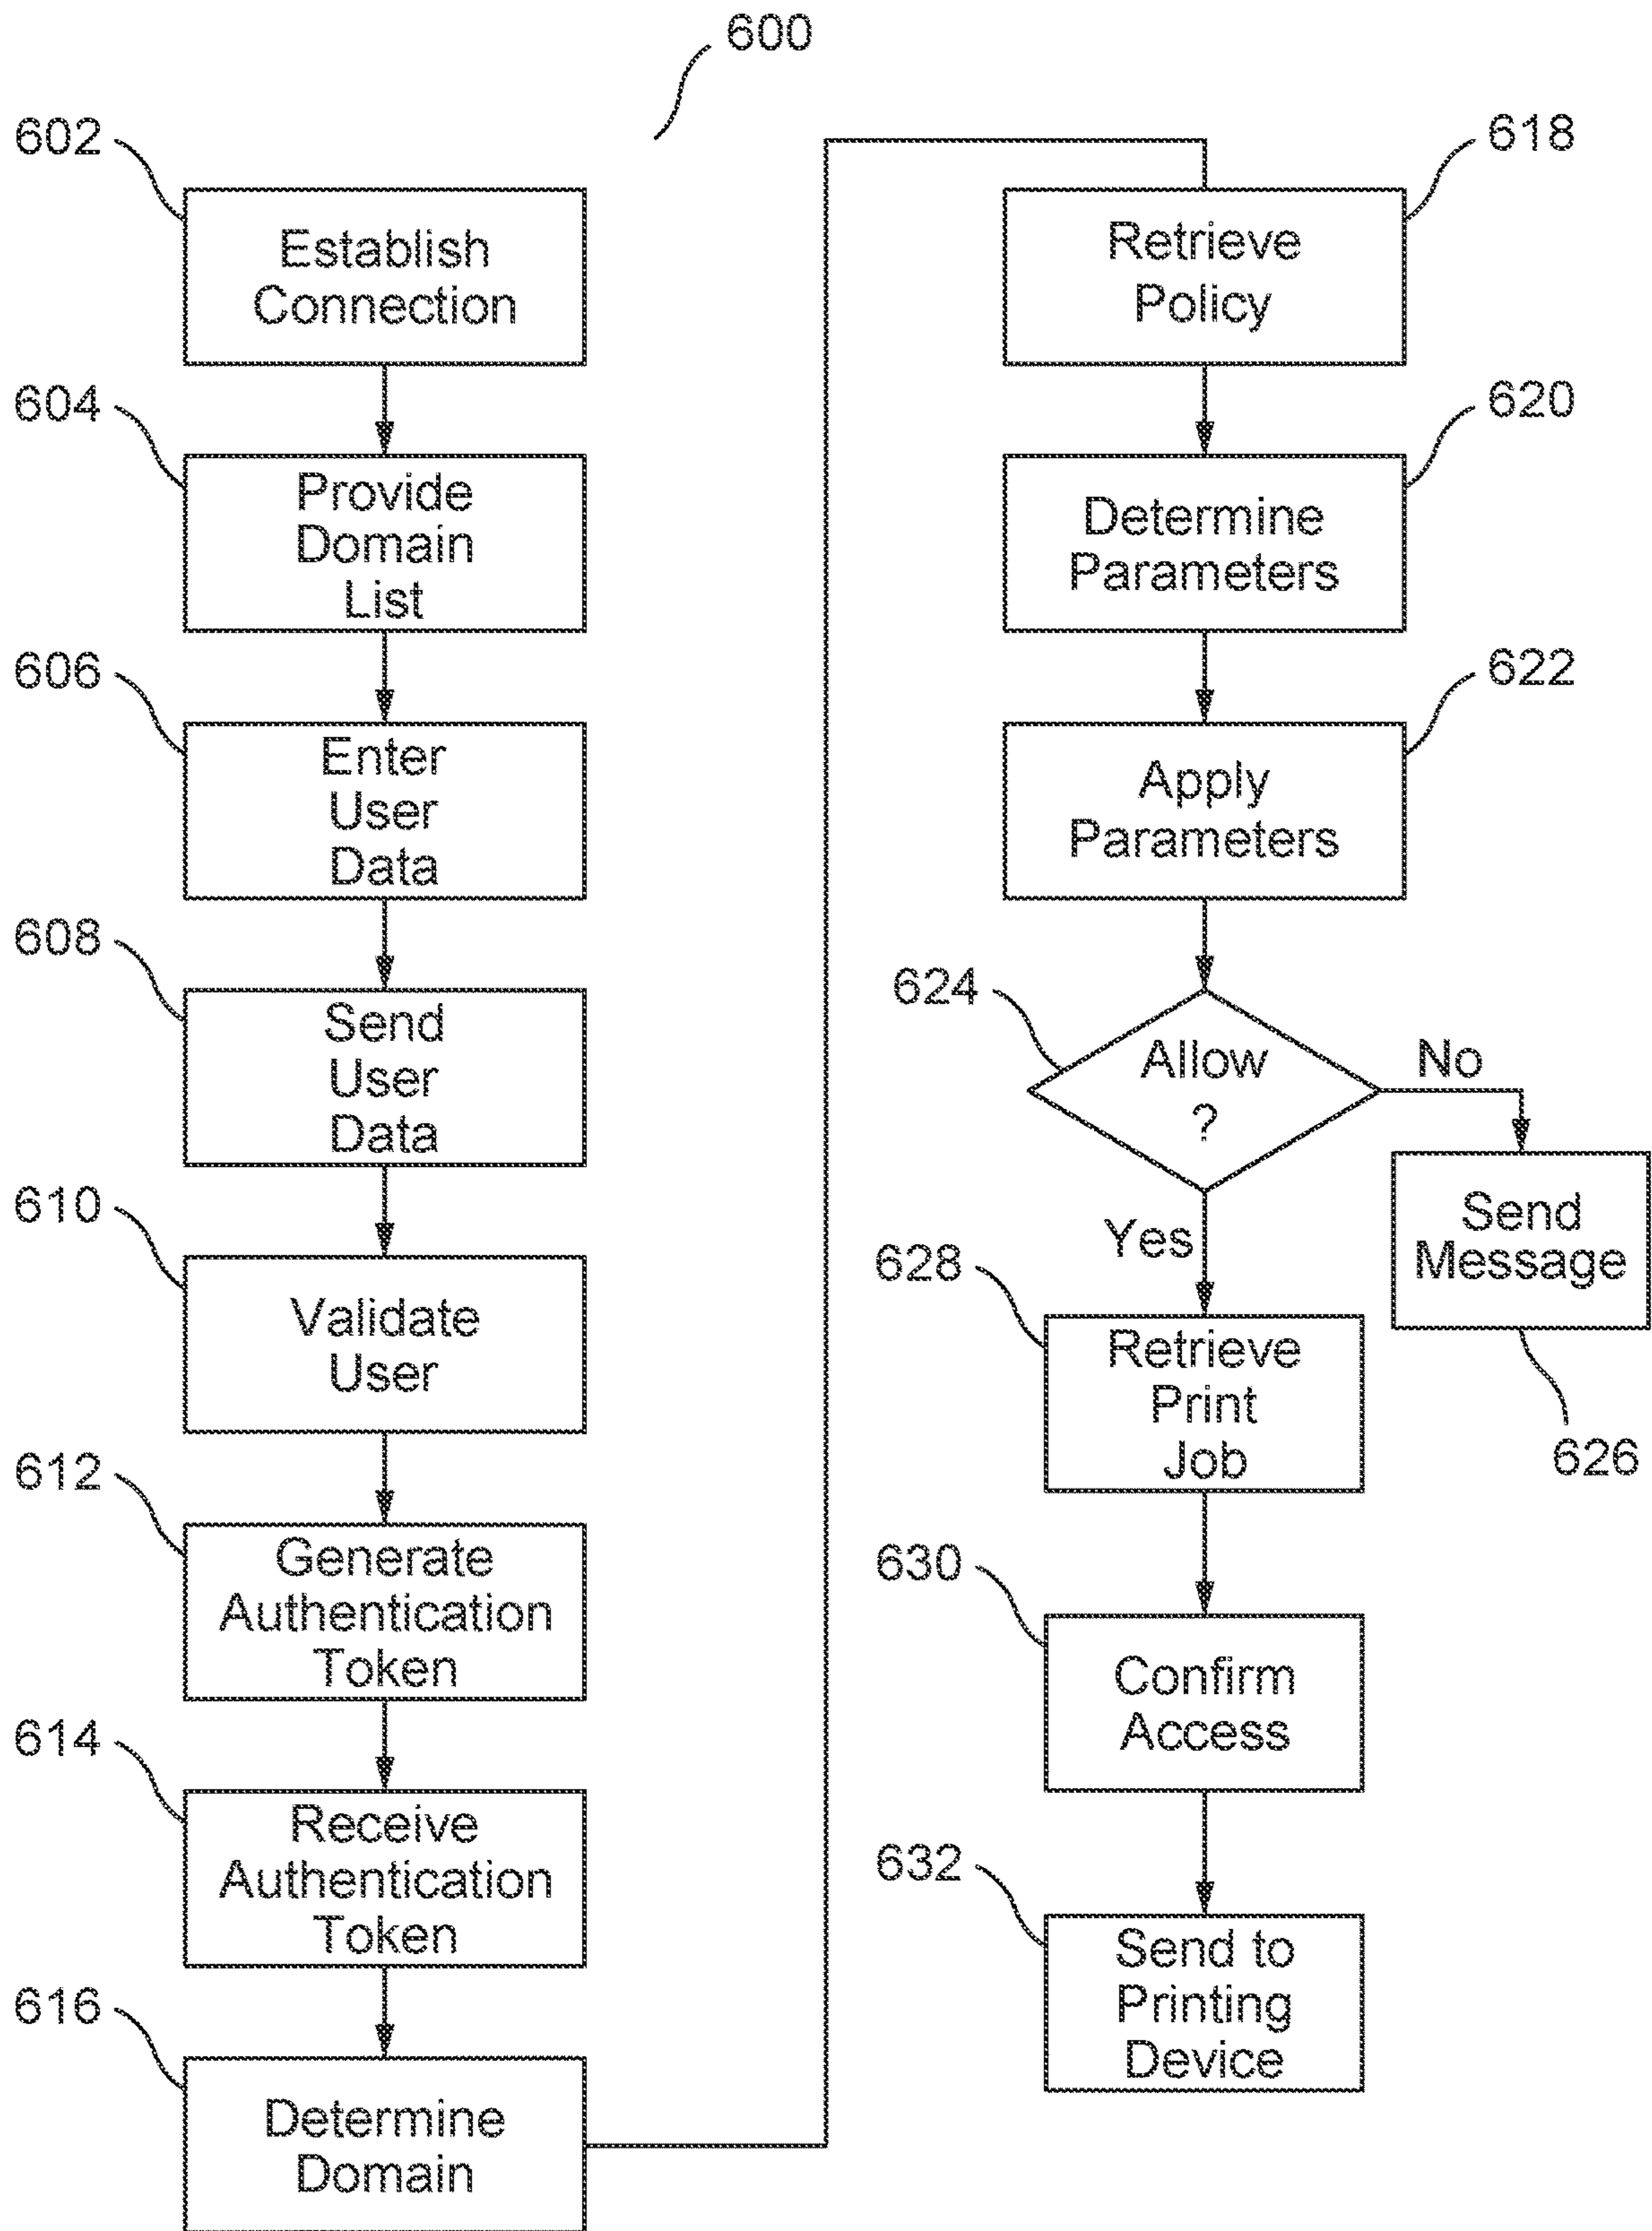 600
602
Establish
Connection
604
Provide
Domain
List
606
Enter
User
Data
608
Send
User
Data
610
Validate
User
612
Generate
Authentication
Token
614
Receive
Authentication
Token
616
Determine
Domain
618
Retrieve
Policy
620
Determine
Parameters
622
Apply
Parameters
624
Allow
?
No
Send
Message
626
Yes
628
Retrieve
Print
Job
630
Confirm
Access
632
Send to
Printing
Device